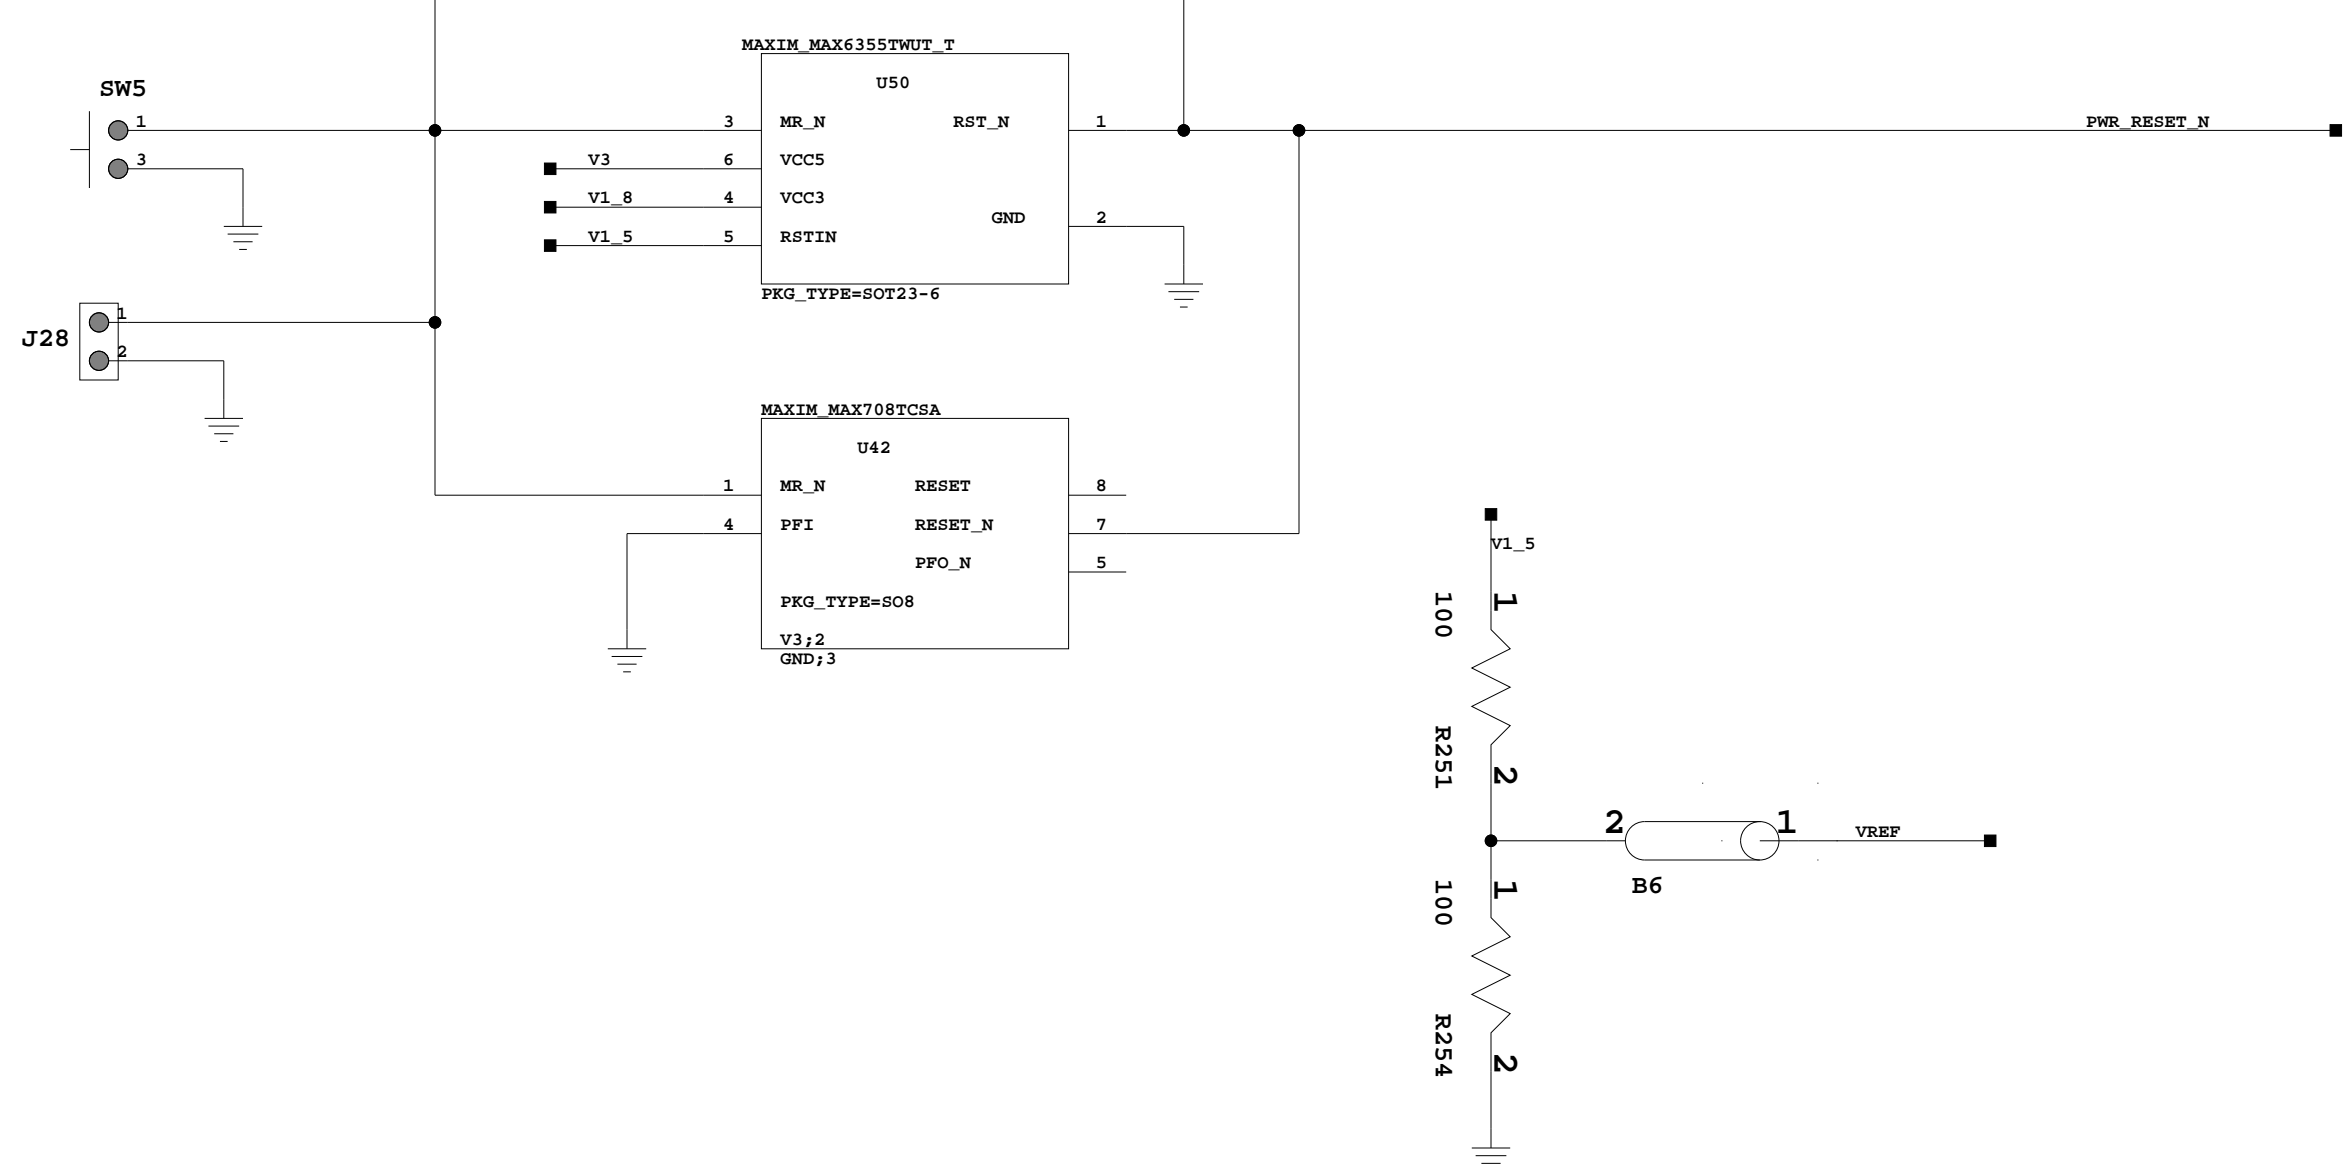 MAXIM_MAX6355TWUT_T
U50
SW5
1
3
3 MR_N
RST_N 1
PWR_RESET_N
V3 6 VCC5
V1_8 4 VCC3
GND 2
V1_5 5 RSTIN
PKG_TYPE=SOT23-6
J28
1
2
MAXIM_MAX708TCSA
U42
1 MR_N RESET 8
4 PFI RESET_N 7
PFO_N 5
PKG_TYPE=SO8
V3;2
GND;3
V1_5
100
1
R251
2
2
1
VREF
B6
100
1
R254
2